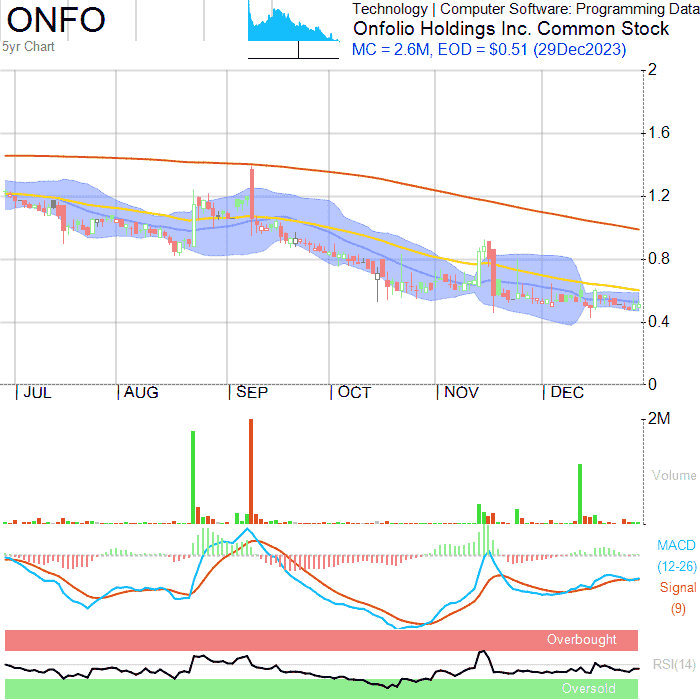 ONFO
5yr Chart
Technology | Computer Software: Programming Data
Onfolio Holdings Inc. Common Stock
MC = 2.6M, EOD = $0.51 (29Dec2023)
2
1.6
1.2
0.8
0.4
0
JUL AUG SEP OCT NOV DEC
2M
Volume
MACD
(12-26)
Signal
(9)
Overbought
RSI(14)
Oversold